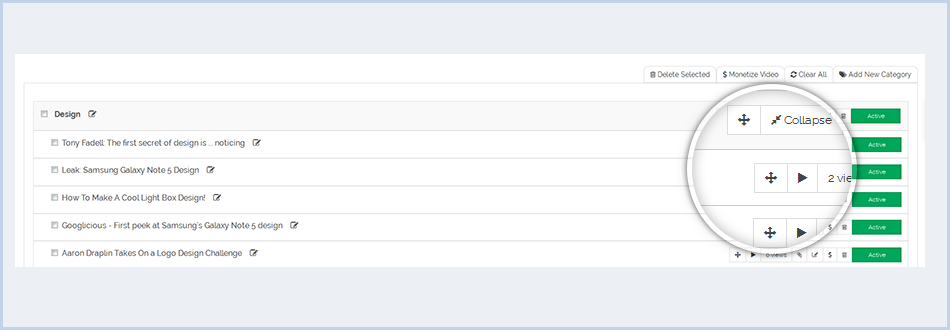 Delete Selected
$ Monetize Video
Clear All
Add New Category
Design
Collapse
Active
Tony Fadell: The first secret of design is ... noticing
Active
Leak: Samsung Galaxy Note 5 Design
2 vie
Active
How To Make A Cool Light Box Design!
Active
Googlicious - First peek at Samsung's Galaxy Note 5 design
$
Active
Aaron Draplin Takes On a Logo Design Challenge
views
$
Active